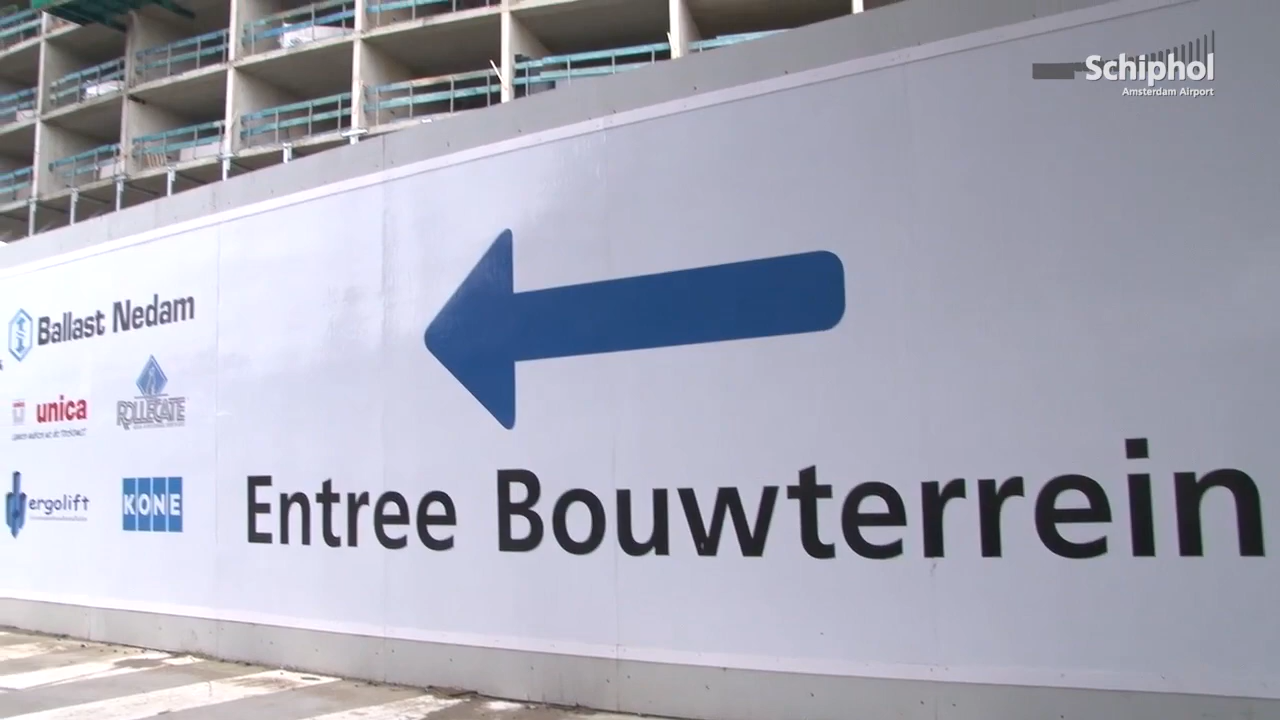 Schiphol
Amsterdam Airport
Ballast Nedam
unica
ROLLECATE
ergolift
KONE
Entree Bouwterrein